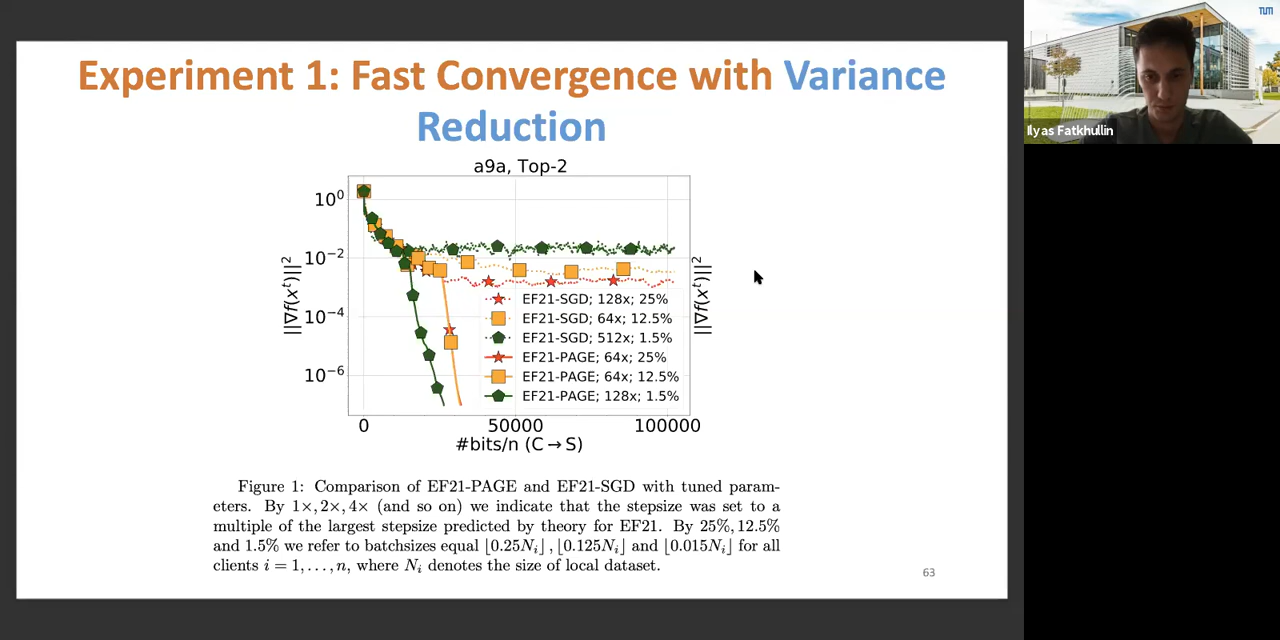 Experiment 1: Fast Convergence with Variance
Reduction
a9a, Top-2
10⁰
10⁻²
10⁻⁴
10⁻⁶
||∇f(xᵗ)||²
||∇f(xᵗ)||²
EF21-SGD; 128x; 25%
EF21-SGD; 64x; 12.5%
EF21-SGD; 512x; 1.5%
EF21-PAGE; 64x; 25%
EF21-PAGE; 64x; 12.5%
EF21-PAGE; 128x; 1.5%
0 50000 100000
#bits/n (C→S)
Figure 1: Comparison of EF21-PAGE and EF21-SGD with tuned param-
eters. By 1×, 2×, 4× (and so on) we indicate that the stepsize was set to a
multiple of the largest stepsize predicted by theory for EF21. By 25%, 12.5%
and 1.5% we refer to batchsizes equal ⌊0.25Nᵢ⌋, ⌊0.125Nᵢ⌋ and ⌊0.015Nᵢ⌋ for all
clients i = 1, . . . , n, where Nᵢ denotes the size of local dataset.
63
TUM
Ilyas Fatkhullin